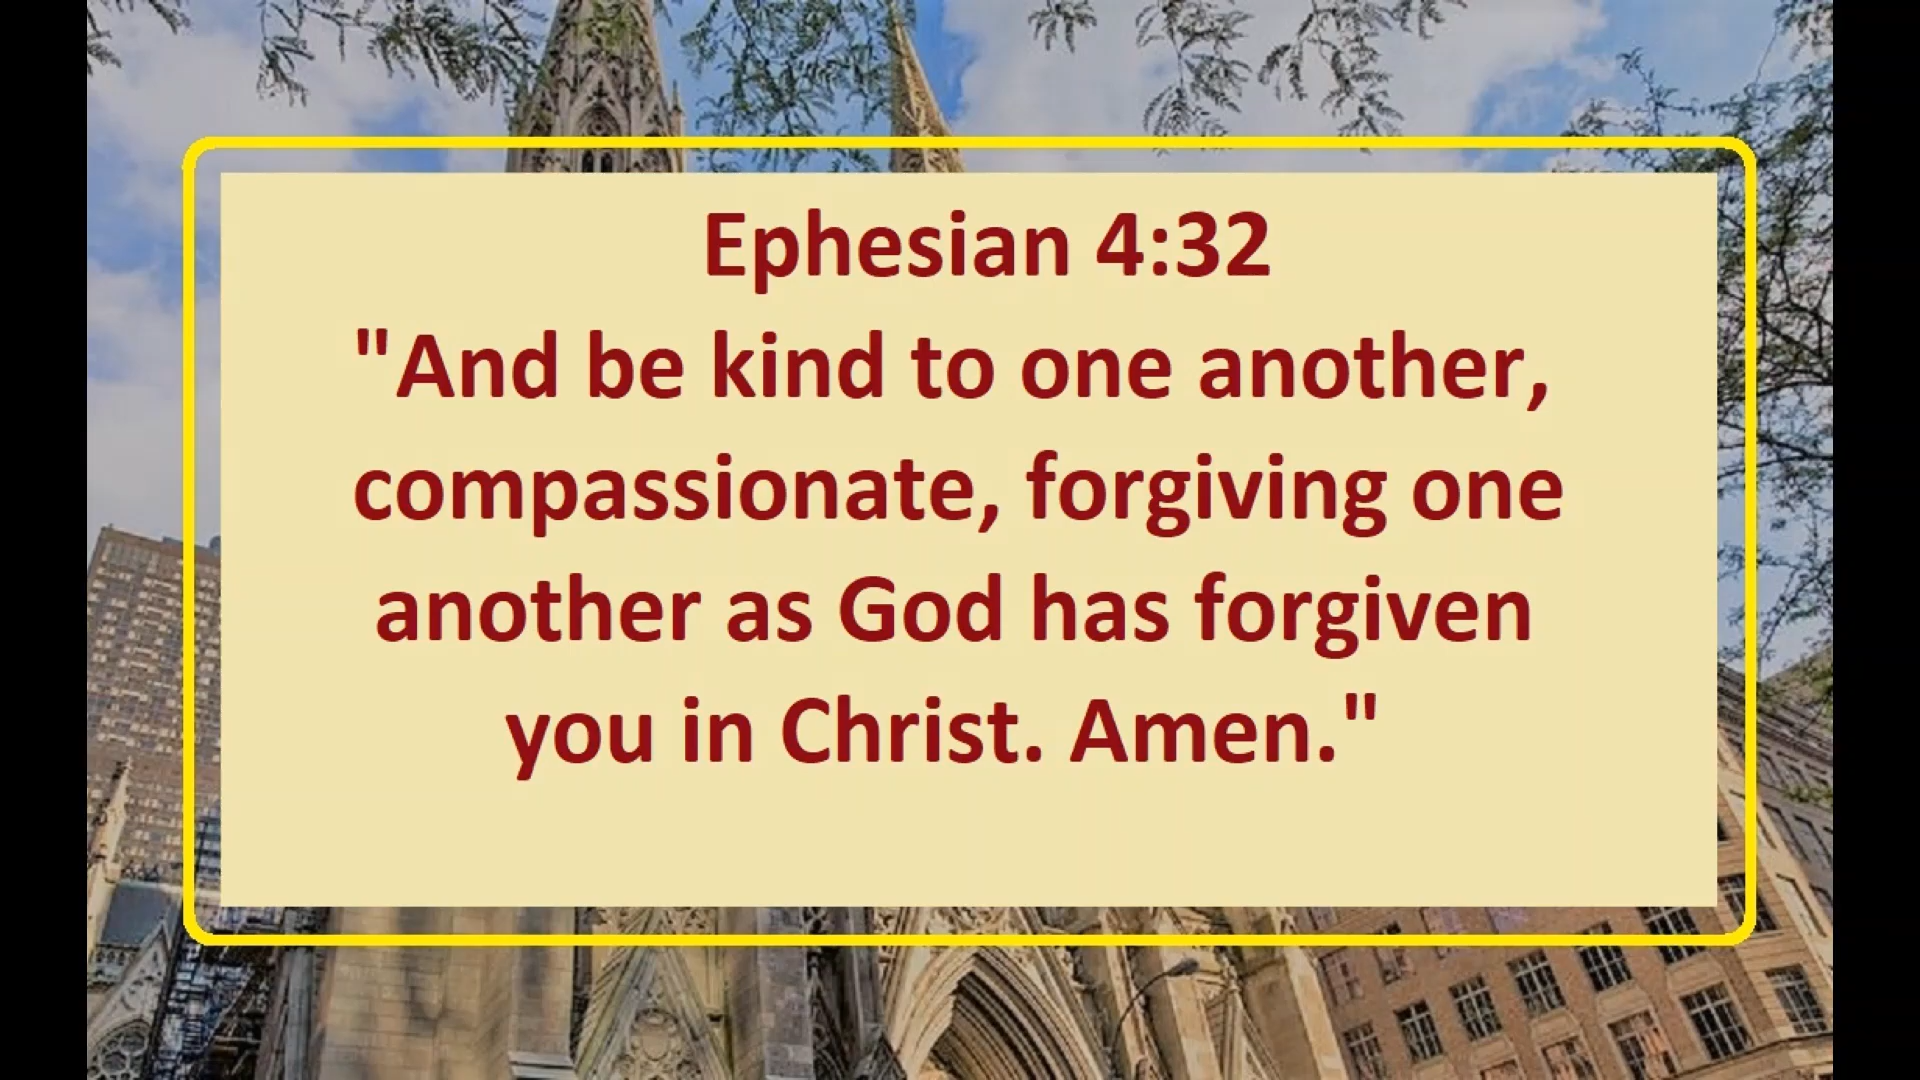 Ephesian 4:32
"And be kind to one another,
compassionate, forgiving one
another as God has forgiven
you in Christ. Amen."